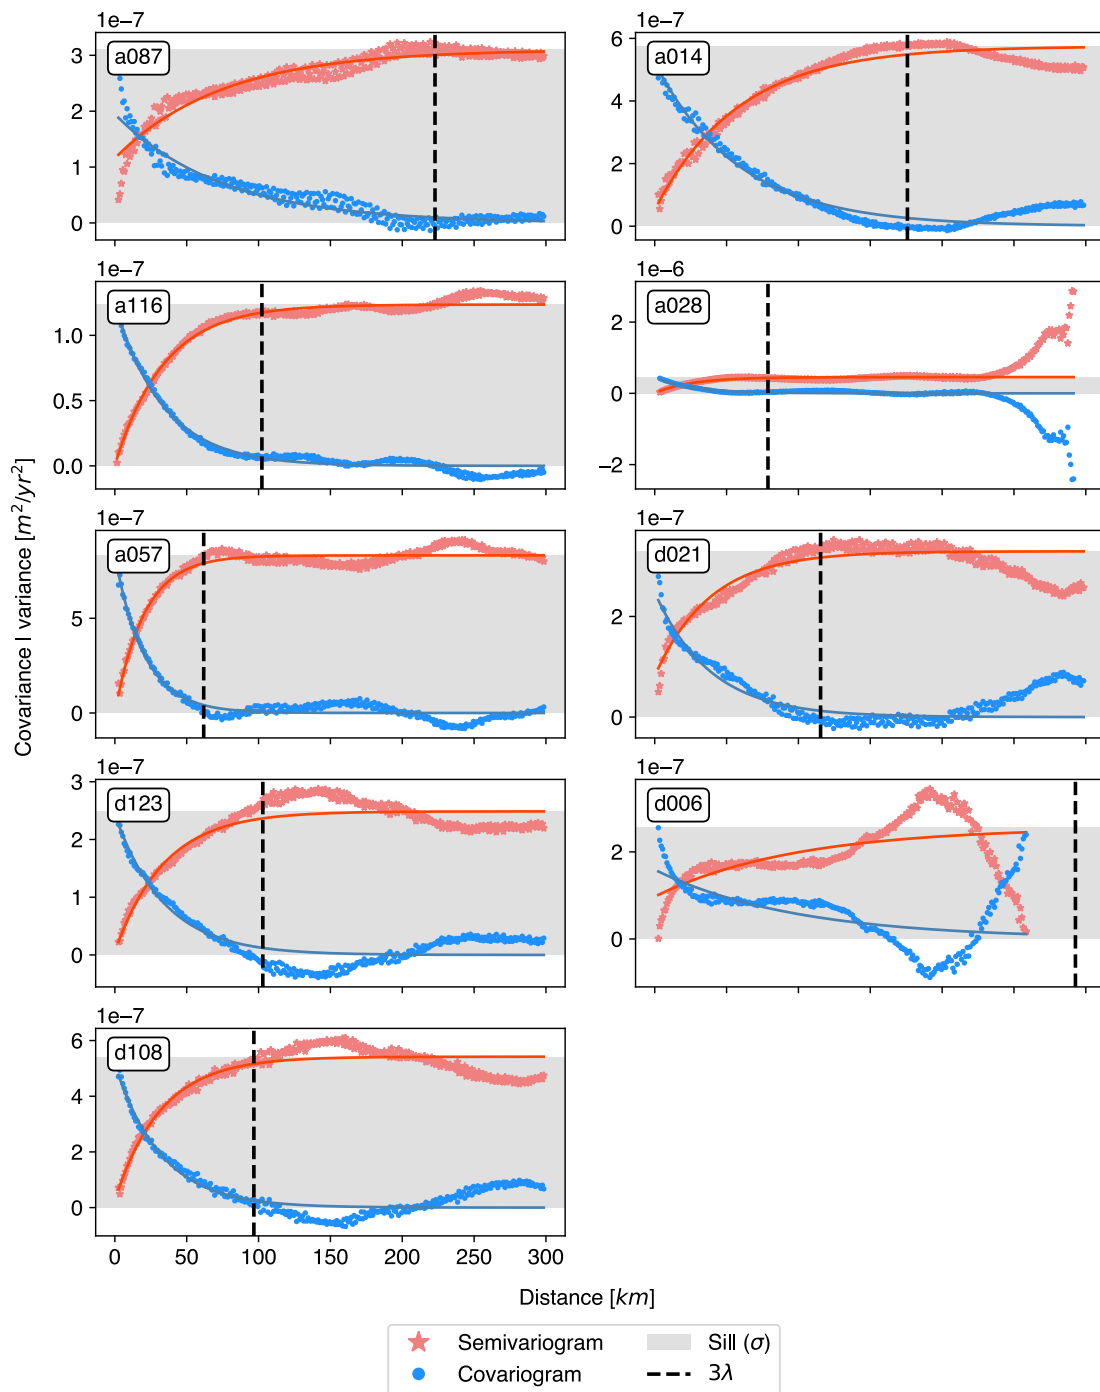 1e−7
a087
3
2
1
0
1e−7
a014
6
4
2
0
1e−7
a116
1.0
0.5
0.0
1e−6
a028
2
0
−2
1e−7
a057
5
0
1e−7
d021
2
0
1e−7
d123
3
2
1
0
1e−7
d006
2
0
1e−7
d108
6
4
2
0
0 50 100 150 200 250 300
Covariance | variance [m²/yr²]
Distance [km]
Semivariogram
Covariogram
Sill (σ)
3λ